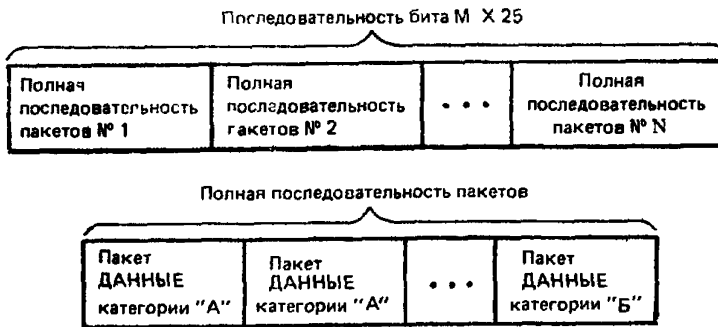 Последовательность бита М X 25
Полная последовательность пакетов № 1
Полная последовательность гакетов № 2
• • •
Полная последовательность пакетов № N
Полная последовательность пакетов
Пакет ДАННЫЕ категории "А"
Пакет ДАННЫЕ категории "А"
• • •
Пакет ДАННЫЕ категории "Б"